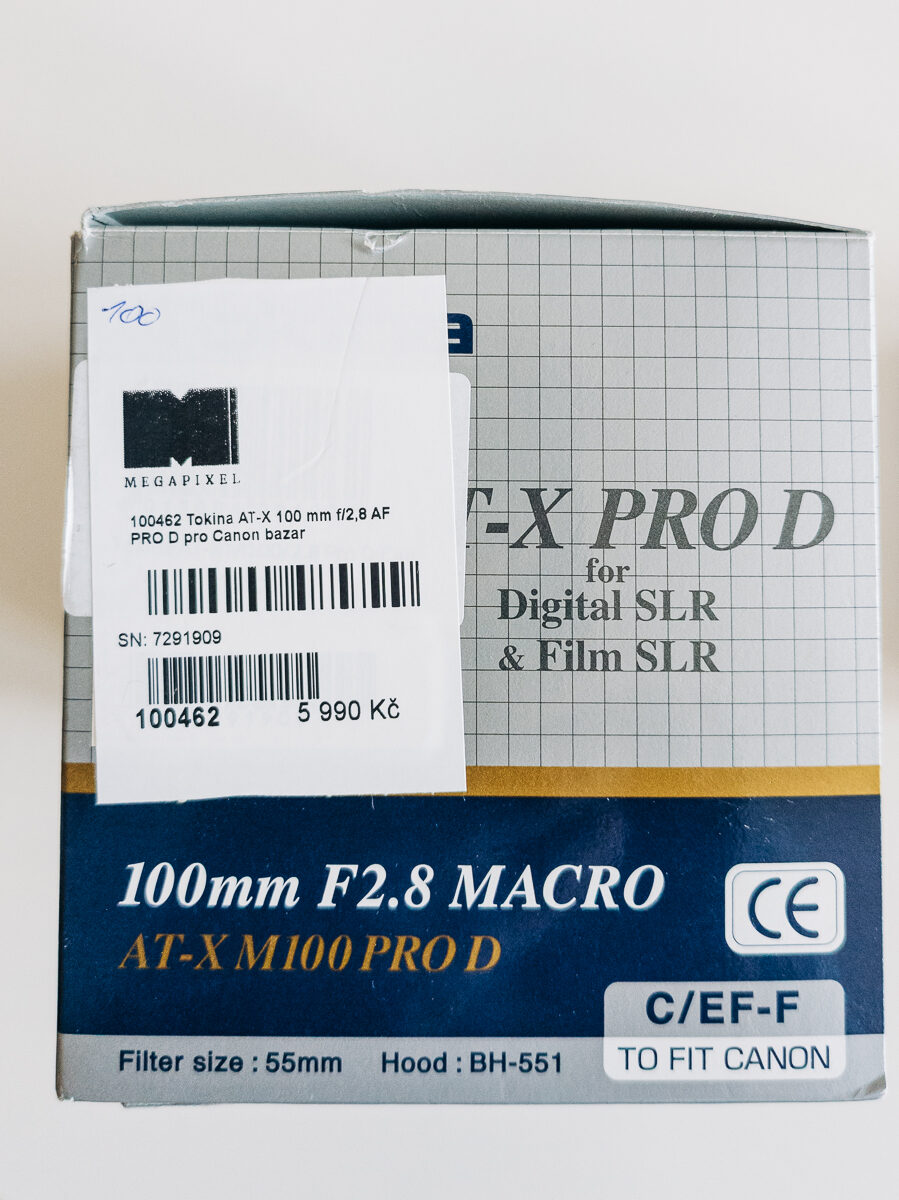 100
MEGAPIXEL
100462 Tokina AT-X 100 mm f/2,8 AF
PRO D pro Canon bazar
SN: 7291909
100462 5 990 Kč
a
T-X PRO D
for
Digital SLR
& Film SLR
100mm F2.8 MACRO
AT-X M100 PRO D
CE
C/EF-F
TO FIT CANON
Filter size : 55mm Hood : BH-551